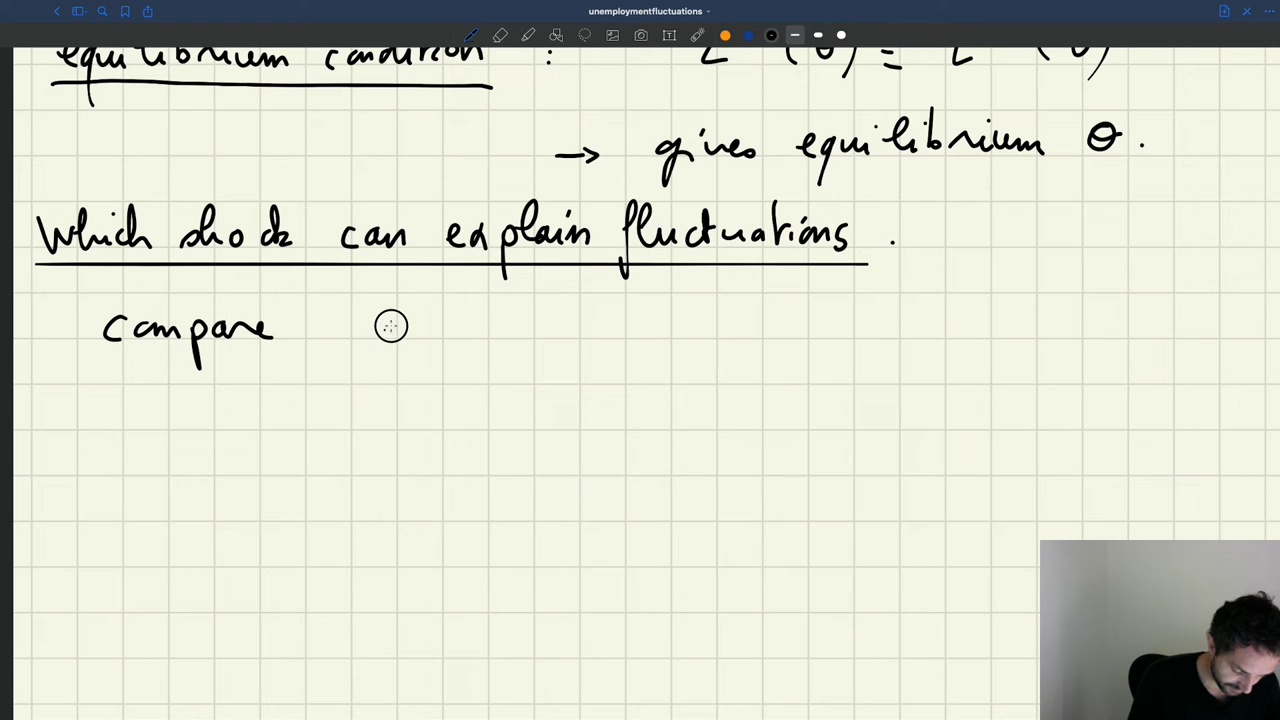 unemploymentfluctuations
equilibrium condition : L (θ) = L (θ)
→ gives equilibrium θ.
Which shock can explain fluctuations.
compare